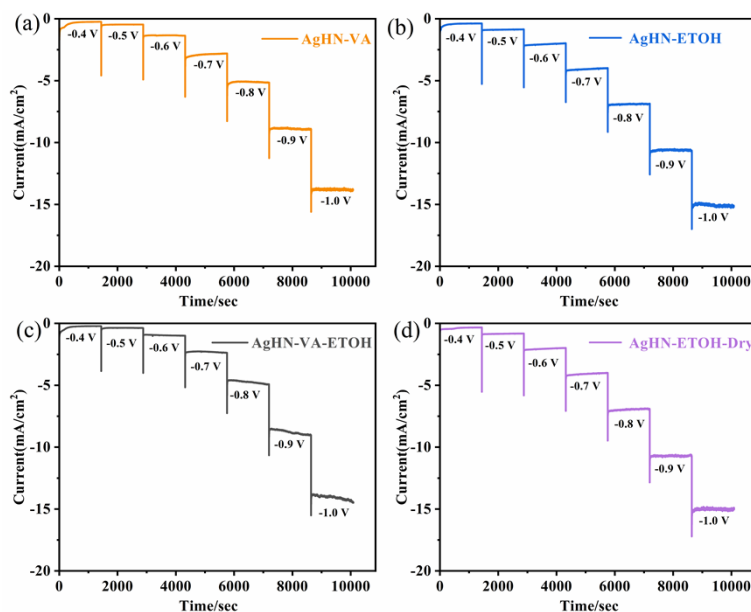 (a)
AgHN-VA
-0.4 V
-0.5 V
-0.6 V
-0.7 V
-0.8 V
-0.9 V
-1.0 V
0
-5
-10
-15
-20
Current(mA/cm²)
0 2000 4000 6000 8000 10000
Time/sec
(b)
AgHN-ETOH
-0.4 V
-0.5 V
-0.6 V
-0.7 V
-0.8 V
-0.9 V
-1.0 V
0
-5
-10
-15
-20
Current(mA/cm²)
0 2000 4000 6000 8000 10000
Time/sec
(c)
AgHN-VA-ETOH
-0.4 V
-0.5 V
-0.6 V
-0.7 V
-0.8 V
-0.9 V
-1.0 V
0
-5
-10
-15
-20
Current(mA/cm²)
0 2000 4000 6000 8000 10000
Time/sec
(d)
AgHN-ETOH-Dry
-0.4 V
-0.5 V
-0.6 V
-0.7 V
-0.8 V
-0.9 V
-1.0 V
0
-5
-10
-15
-20
Current(mA/cm²)
0 2000 4000 6000 8000 10000
Time/sec